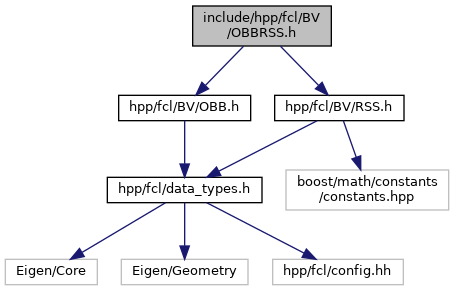 include/hpp/fcl/BV
/OBBRSS.h
hpp/fcl/BV/OBB.h
hpp/fcl/BV/RSS.h
hpp/fcl/data_types.h
boost/math/constants
/constants.hpp
Eigen/Core
Eigen/Geometry
hpp/fcl/config.hh